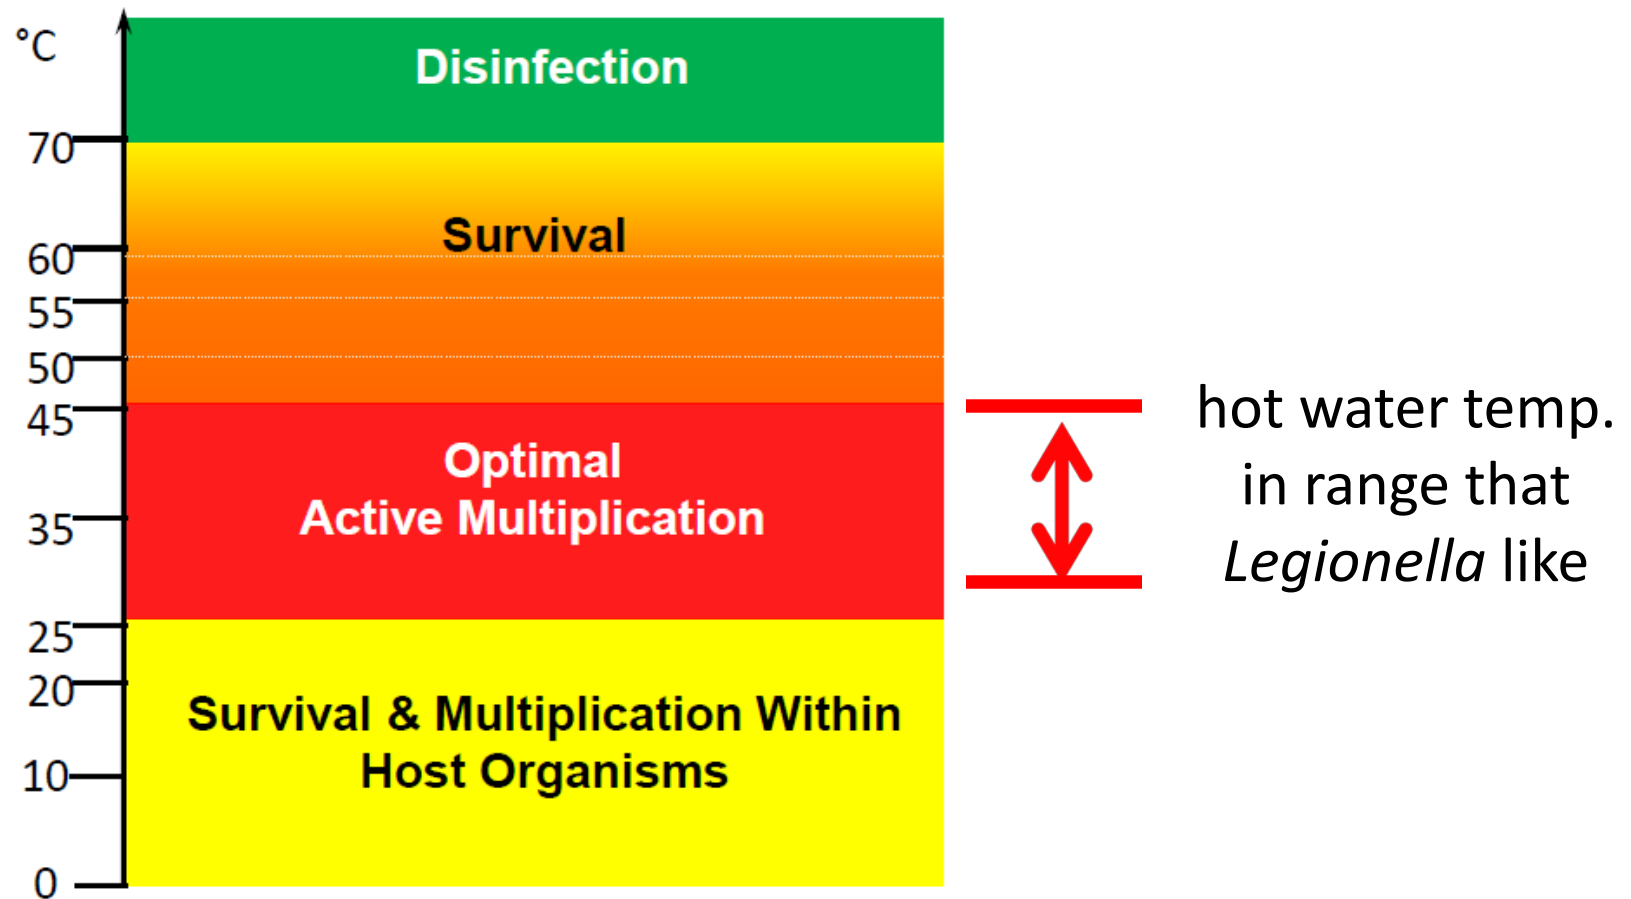 °C
Disinfection
70
Survival
60
55
50
45
hot water temp.
in range that
Legionella like
Optimal
Active Multiplication
35
25
20
Survival & Multiplication Within
Host Organisms
10
0